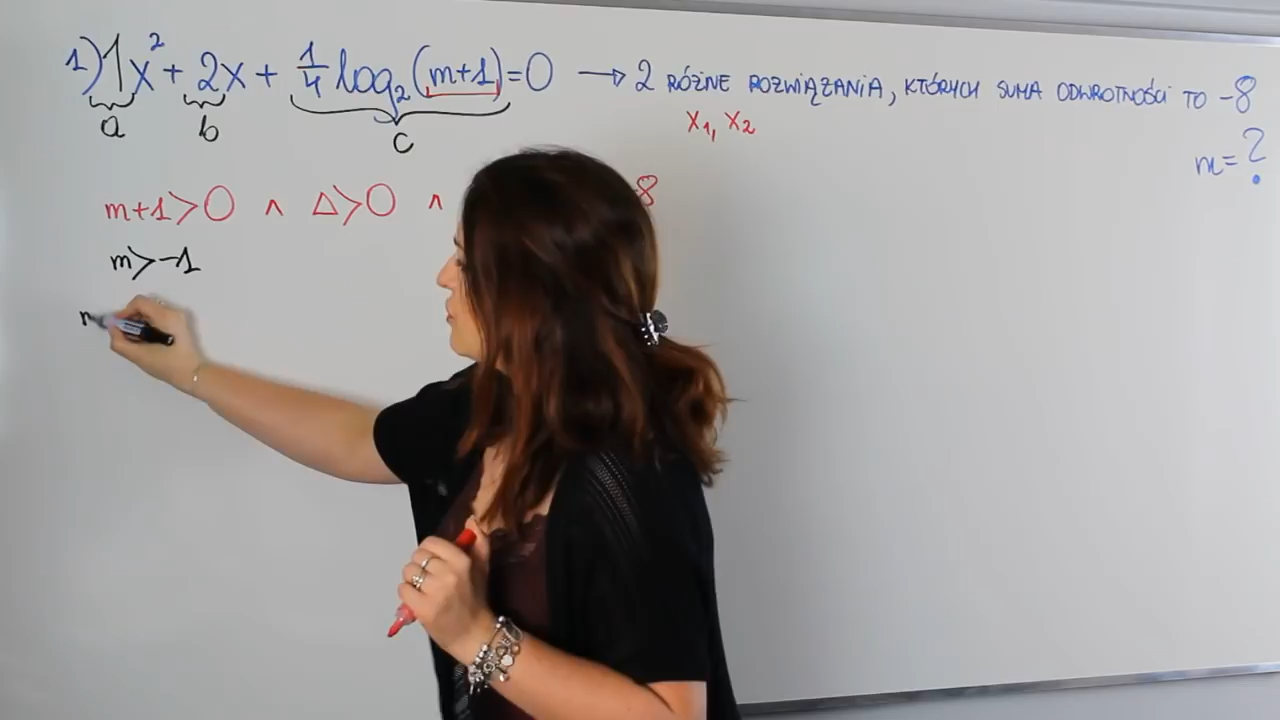 1) 1x² + 2x + 1/4 log₂(m+1) = 0 → 2 RÓŻNE ROZWIĄZANIA, KTÓRYCH SUMA ODWROTNOŚCI TO -8
a b c x₁, x₂
m = ?
m+1>0 ∧ Δ>0 ∧ -8
m>-1